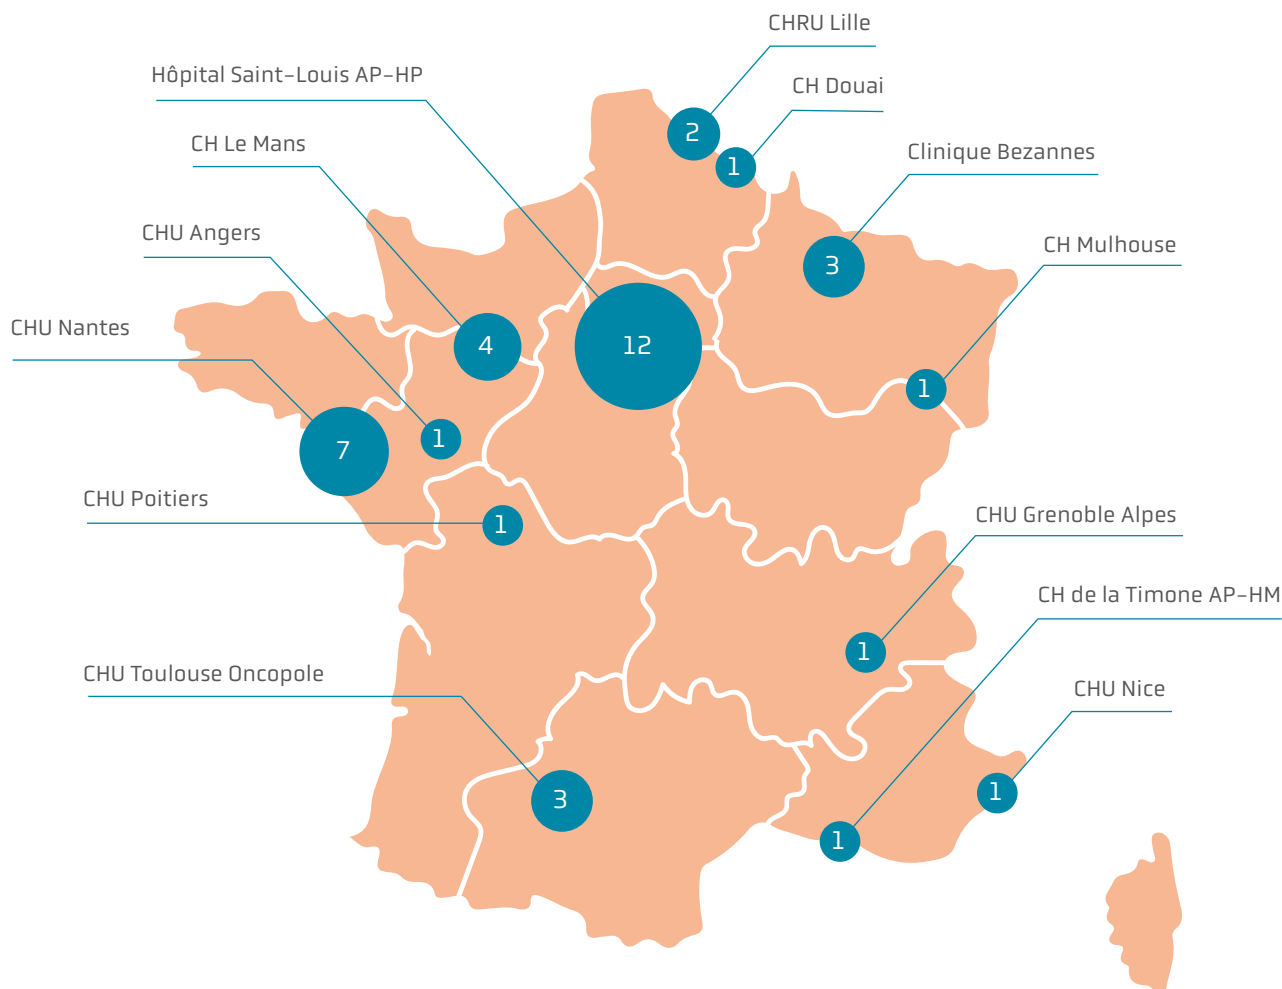 CHRU Lille
Hôpital Saint-Louis AP-HP
CH Douai
2
CH Le Mans
Clinique Bezannes
1
CHU Angers
CH Mulhouse
3
CHU Nantes
4
12
1
1
7
CHU Poitiers
1
CHU Grenoble Alpes
CH de la Timone AP-HM
1
CHU Toulouse Oncopole
CHU Nice
3
1
1